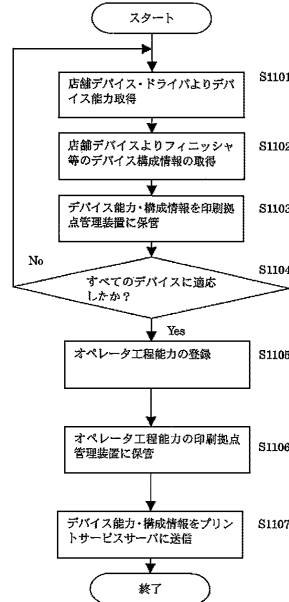 スタート
店舗デバイス・ドライバよりデバ
イス能力取得
S1101
店舗デバイスよりフィニッシャ
等のデバイス構成情報の取得
S1102
デバイス能力・構成情報を印刷拠
点管理装置に保管
S1103
No
すべてのデバイスに適応
したか？
S1104
Yes
オペレータ工程能力の登録
S1105
オペレータ工程能力の印刷拠点
管理装置に保管
S1106
デバイス能力・構成情報をプリン
トサービスサーバに送信
S1107
終了